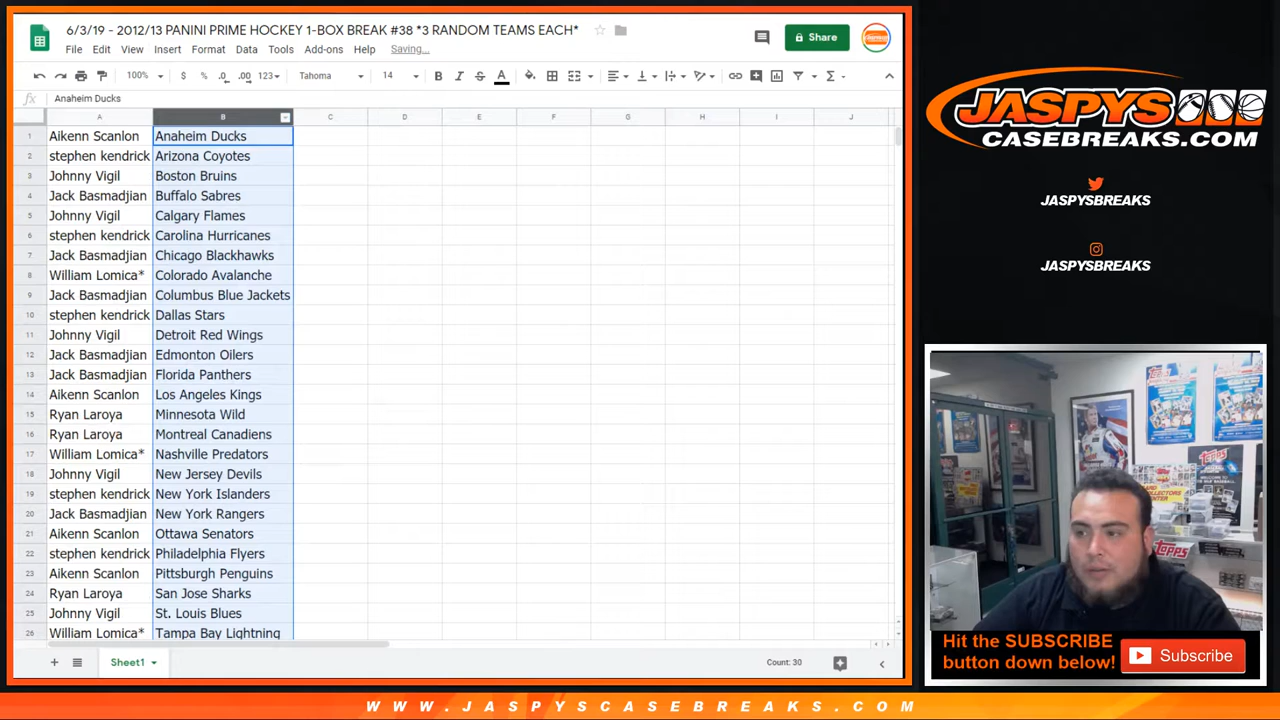 6/3/19 - 2012/13 PANINI PRIME HOCKEY 1-BOX BREAK #38 *3 RANDOM TEAMS EACH*
File Edit View Insert Format Data Tools Add-ons Help Saving...
Share
100% $ % .0 .00 123 Tahoma 14 B I S A
fx Anaheim Ducks
A B C D E F G H I J
1 Aikenn Scanlon Anaheim Ducks
2 stephen kendrick Arizona Coyotes
3 Johnny Vigil Boston Bruins
4 Jack Basmadjian Buffalo Sabres
5 Johnny Vigil Calgary Flames
6 stephen kendrick Carolina Hurricanes
7 Jack Basmadjian Chicago Blackhawks
8 William Lomica* Colorado Avalanche
9 Jack Basmadjian Columbus Blue Jackets
10 stephen kendrick Dallas Stars
11 Johnny Vigil Detroit Red Wings
12 Jack Basmadjian Edmonton Oilers
13 Jack Basmadjian Florida Panthers
14 Aikenn Scanlon Los Angeles Kings
15 Ryan Laroya Minnesota Wild
16 Ryan Laroya Montreal Canadiens
17 William Lomica* Nashville Predators
18 Johnny Vigil New Jersey Devils
19 stephen kendrick New York Islanders
20 Jack Basmadjian New York Rangers
21 Aikenn Scanlon Ottawa Senators
22 stephen kendrick Philadelphia Flyers
23 Aikenn Scanlon Pittsburgh Penguins
24 Ryan Laroya San Jose Sharks
25 Johnny Vigil St. Louis Blues
26 William Lomica* Tampa Bay Lightning
Sheet1
Count: 30
JASPYS
CASEBREAKS.COM
JASPYSBREAKS
JASPYSBREAKS
TOPPS
Hit the SUBSCRIBE
button down below!
Subscribe
WWW.JASPYSCASEBREAKS.COM